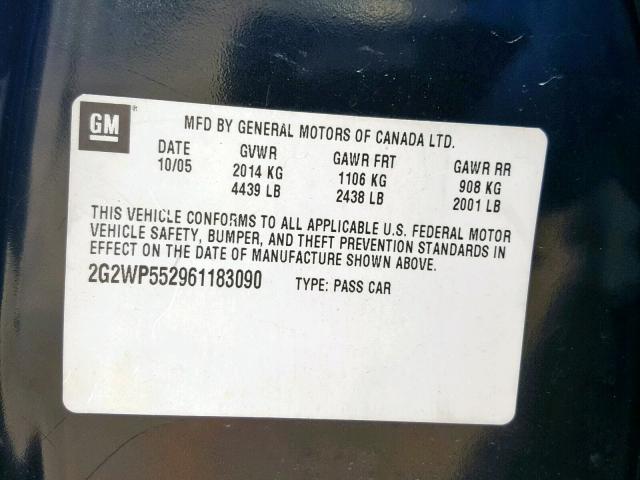 GM
MFD BY GENERAL MOTORS OF CANADA LTD.
DATE GVWR GAWR FRT GAWR RR
10/05 2014 KG 1106 KG 908 KG
4439 LB 2438 LB 2001 LB
THIS VEHICLE CONFORMS TO ALL APPLICABLE U.S. FEDERAL MOTOR
VEHICLE SAFETY, BUMPER, AND THEFT PREVENTION STANDARDS IN
EFFECT ON THE DATE OF MANUFACTURE SHOWN ABOVE.
2G2WP552961183090 TYPE: PASS CAR